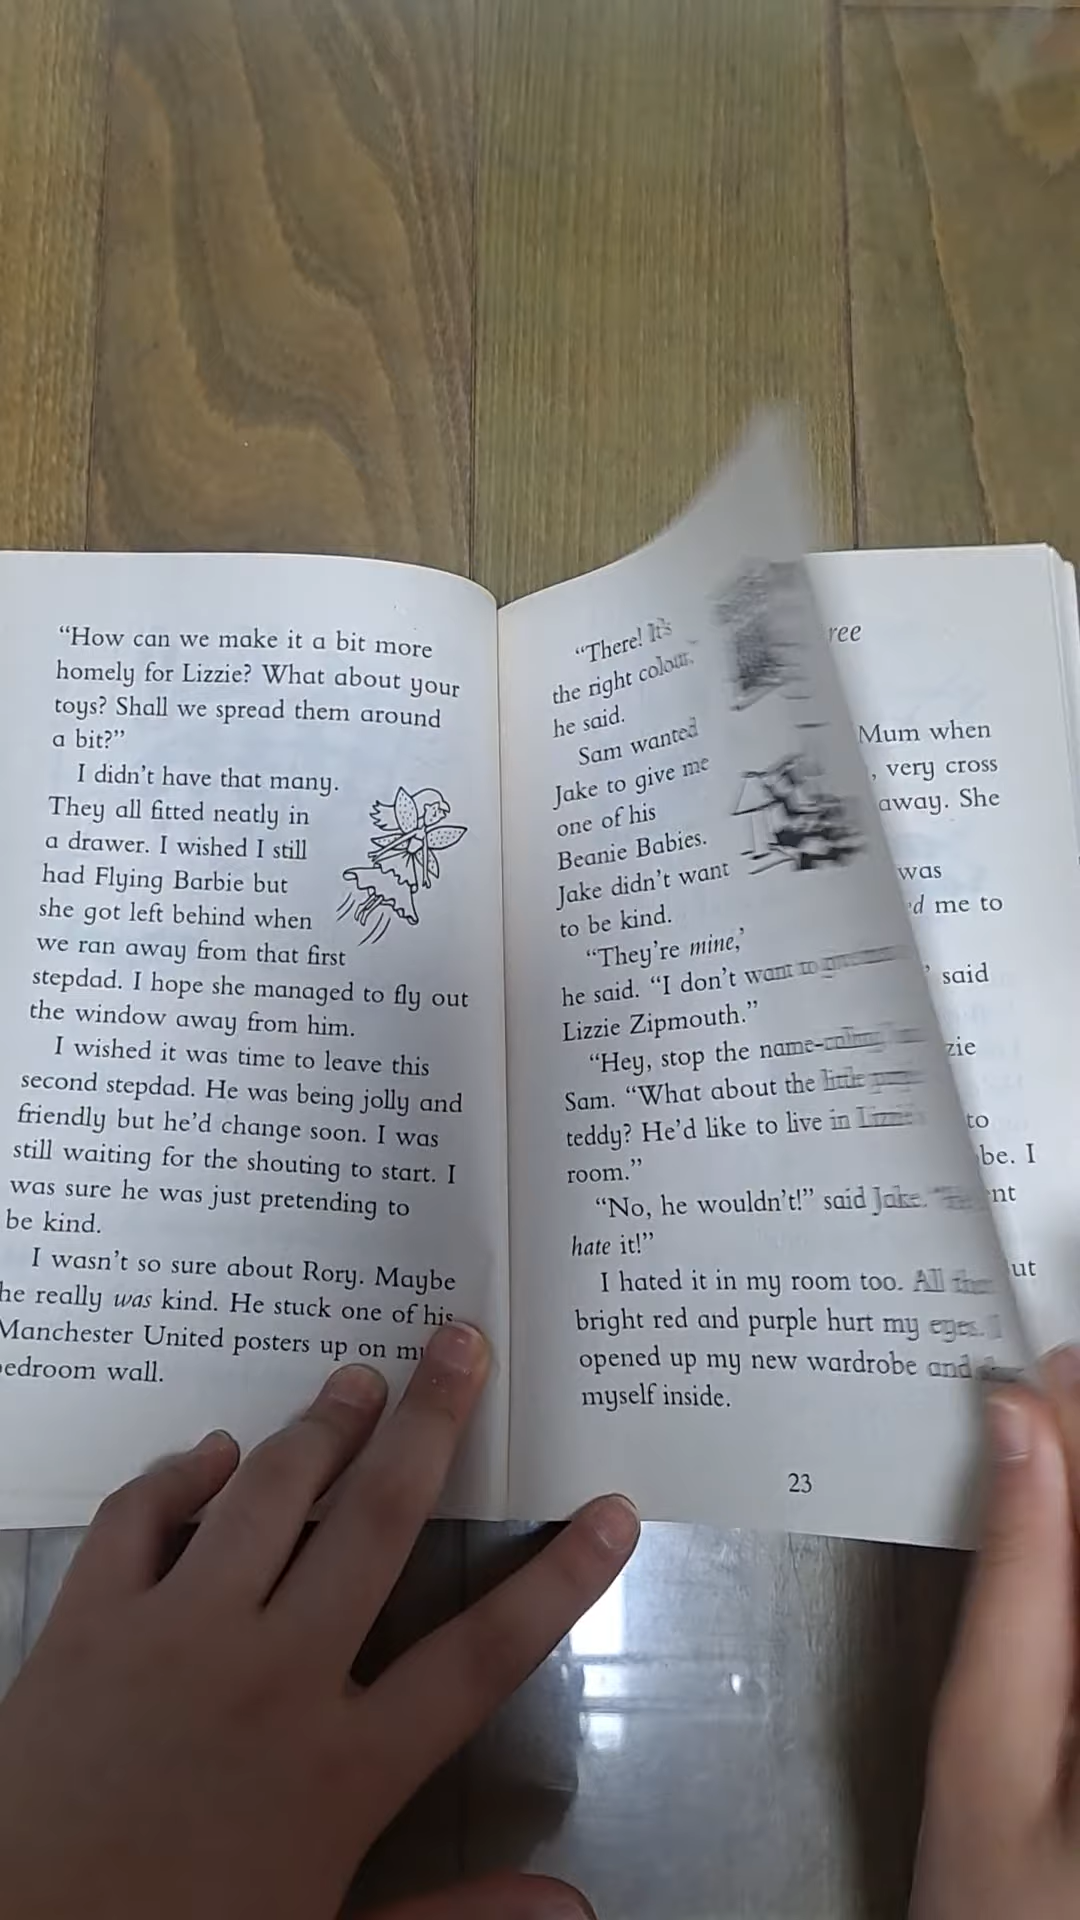 “How can we make it a bit more
homely for Lizzie? What about your
toys? Shall we spread them around
a bit?”
I didn’t have that many.
They all fitted neatly in
a drawer. I wished I still
had Flying Barbie but
she got left behind when
we ran away from that first
stepdad. I hope she managed to fly out
the window away from him.
I wished it was time to leave this
second stepdad. He was being jolly and
friendly but he’d change soon. I was
still waiting for the shouting to start. I
was sure he was just pretending to
be kind.
I wasn’t so sure about Rory. Maybe
he really was kind. He stuck one of his
Manchester United posters up on
bedroom wall.
“There! It’s
the right colour,
he said.
Sam wanted
Jake to give me
one of his
Beanie Babies.
Jake didn’t want
to be kind.
“They’re mine,’
he said. “I don’t want to
Lizzie Zipmouth.”
“Hey, stop the
Sam. “What about the little
teddy? He’d like to live in
room.”
“No, he wouldn’t!” said Jake.
hate it!”
I hated it in my room too. All
bright red and purple hurt my eyes. I
opened up my new wardrobe and
myself inside.
23
Mum when
, very cross
away. She
was
me to
’ said
to
be. I